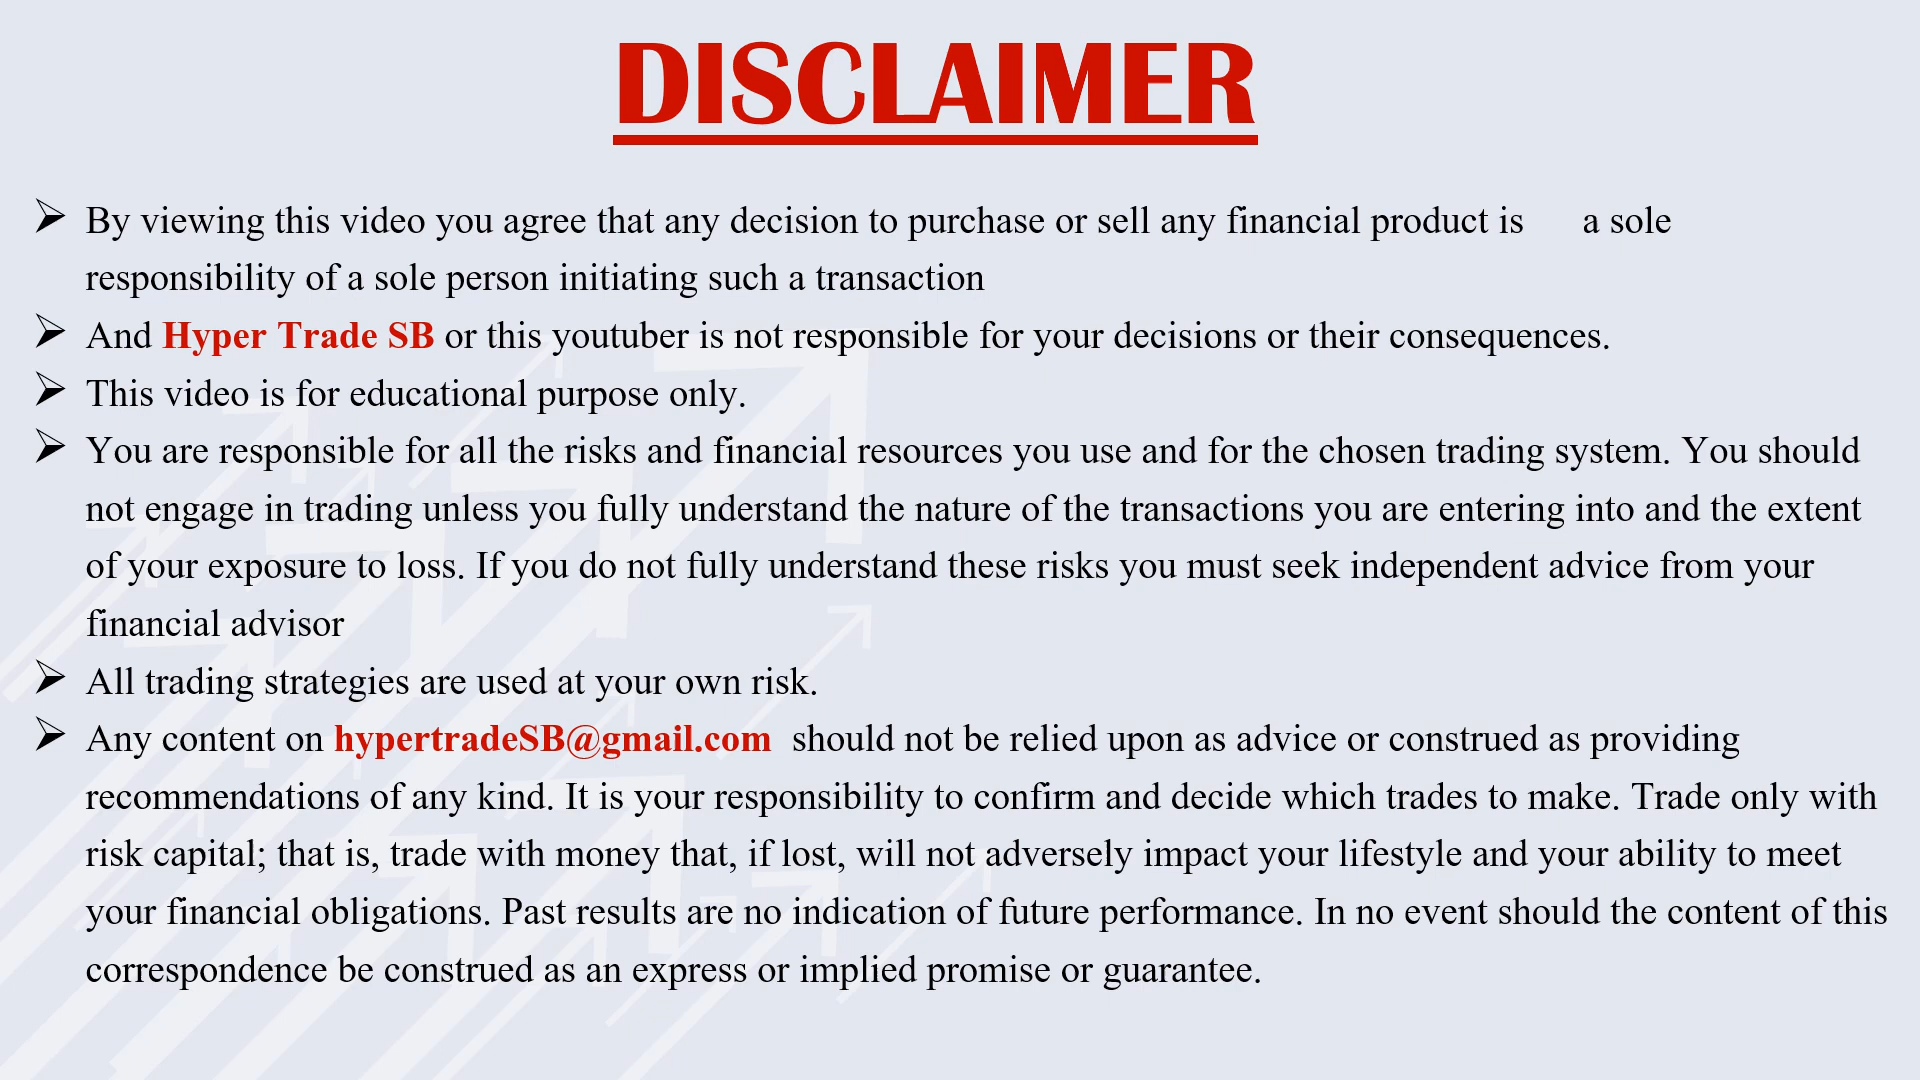 DISCLAIMER
➢ By viewing this video you agree that any decision to purchase or sell any financial product is a sole
responsibility of a sole person initiating such a transaction
➢ And Hyper Trade SB or this youtuber is not responsible for your decisions or their consequences.
➢ This video is for educational purpose only.
➢ You are responsible for all the risks and financial resources you use and for the chosen trading system. You should
not engage in trading unless you fully understand the nature of the transactions you are entering into and the extent
of your exposure to loss. If you do not fully understand these risks you must seek independent advice from your
financial advisor
➢ All trading strategies are used at your own risk.
➢ Any content on hypertradeSB@gmail.com should not be relied upon as advice or construed as providing
recommendations of any kind. It is your responsibility to confirm and decide which trades to make. Trade only with
risk capital; that is, trade with money that, if lost, will not adversely impact your lifestyle and your ability to meet
your financial obligations. Past results are no indication of future performance. In no event should the content of this
correspondence be construed as an express or implied promise or guarantee.